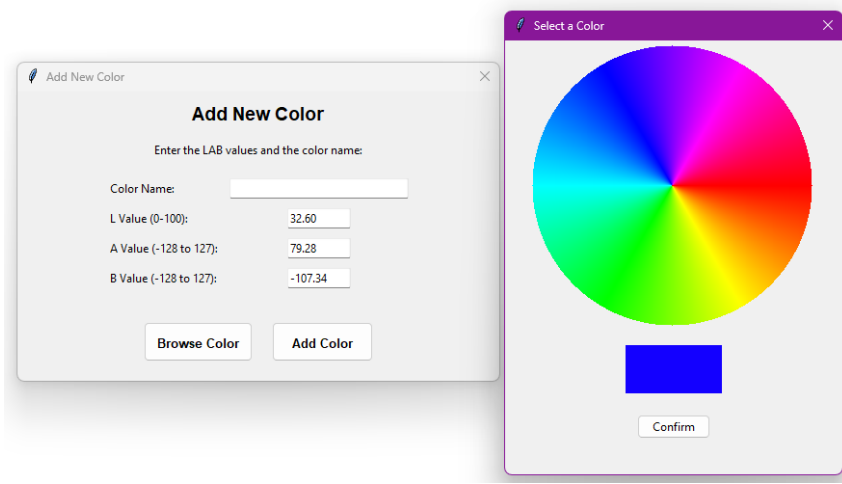 Add New Color
Add New Color
Enter the LAB values and the color name:
Color Name:
L Value (0-100): 32.60
A Value (-128 to 127): 79.28
B Value (-128 to 127): -107.34
Browse Color Add Color
Select a Color
Confirm